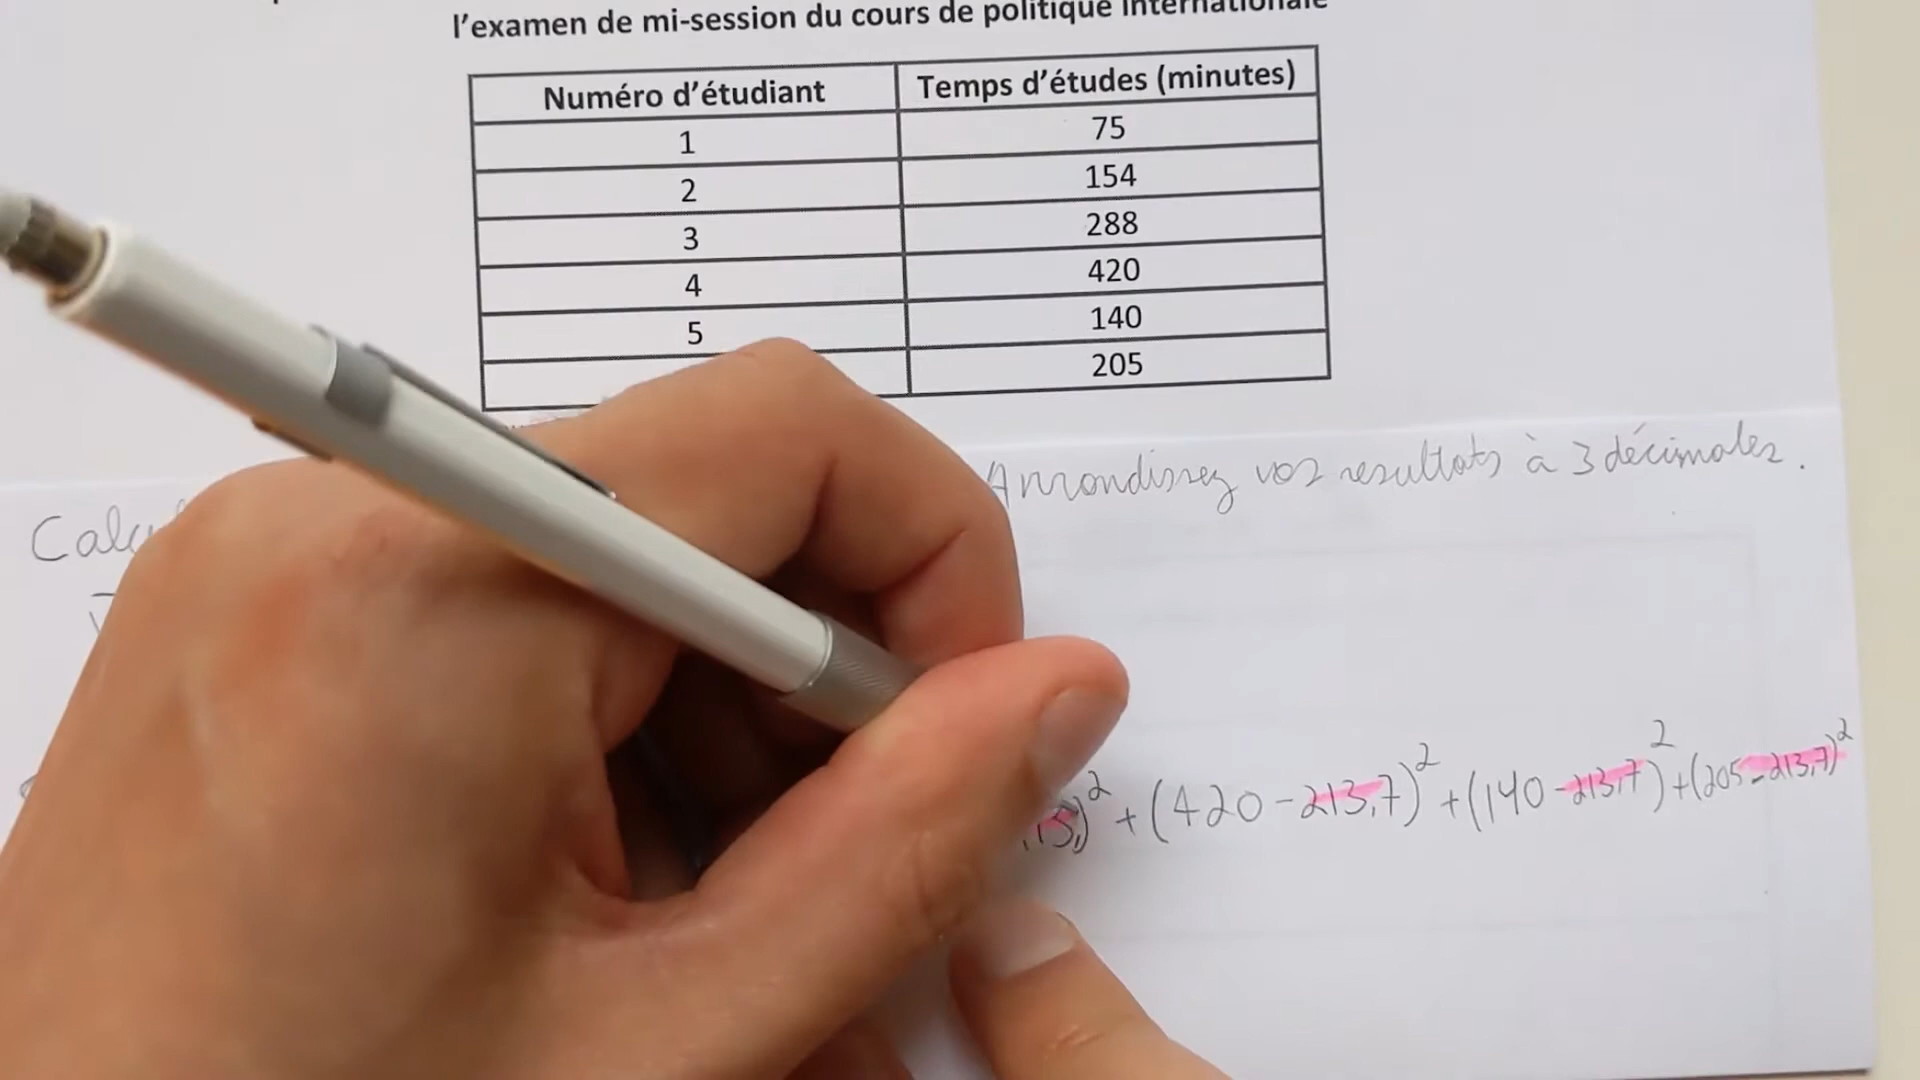 l'examen de mi-session du cours de politique internationale
Numéro d'étudiant Temps d'études (minutes)
1 75
2 154
3 288
4 420
5 140
205
Arrondissez vos resultats à 3 décimales.
)² + (420 - 213,7)² + (140 - 213,7)² + (205 - 213,7)²